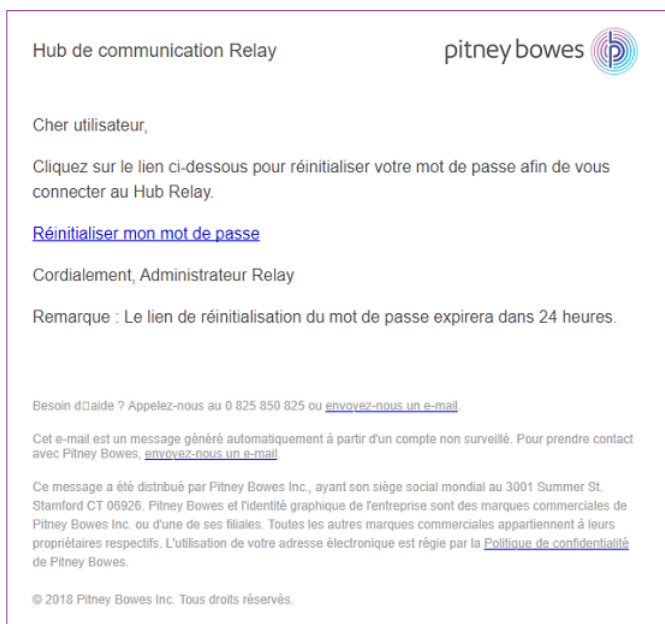 Hub de communication Relay
pitney bowes
Cher utilisateur,
Cliquez sur le lien ci-dessous pour réinitialiser votre mot de passe afin de vous
connecter au Hub Relay.
Réinitialiser mon mot de passe
Cordialement, Administrateur Relay
Remarque : Le lien de réinitialisation du mot de passe expirera dans 24 heures.
Besoin d□aide ? Appelez-nous au 0 825 850 825 ou envoyez-nous un e-mail.
Cet e-mail est un message généré automatiquement à partir d'un compte non surveillé. Pour prendre contact
avec Pitney Bowes, envoyez-nous un e-mail.
Ce message a été distribué par Pitney Bowes Inc., ayant son siège social mondial au 3001 Summer St.
Stamford CT 06926. Pitney Bowes et l'identité graphique de l'entreprise sont des marques commerciales de
Pitney Bowes Inc. ou d'une de ses filiales. Toutes les autres marques commerciales appartiennent à leurs
propriétaires respectifs. L'utilisation de votre adresse électronique est régie par la Politique de confidentialité
de Pitney Bowes.
© 2018 Pitney Bowes Inc. Tous droits réservés.